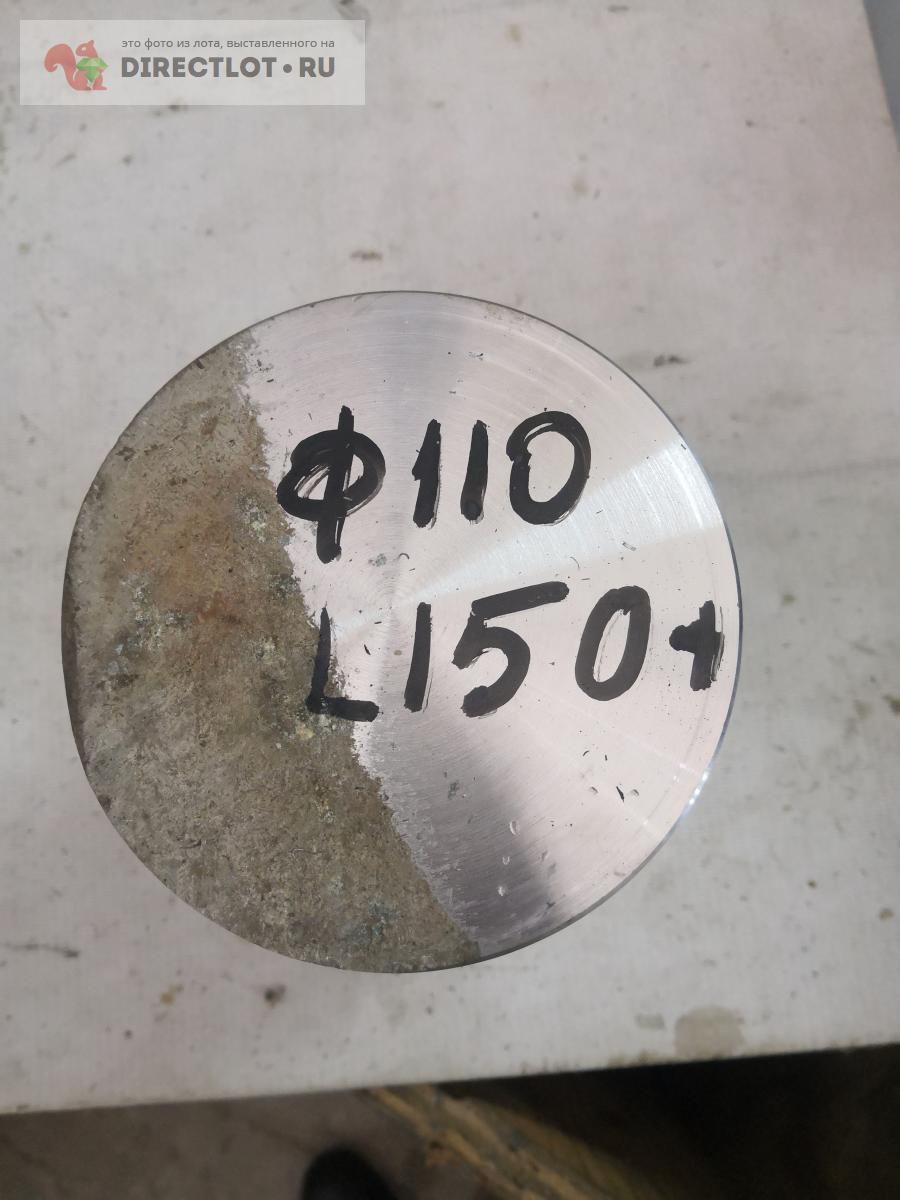 это фото из лота, выставленного на
DIRECTLOT•RU
Ф110
L150+